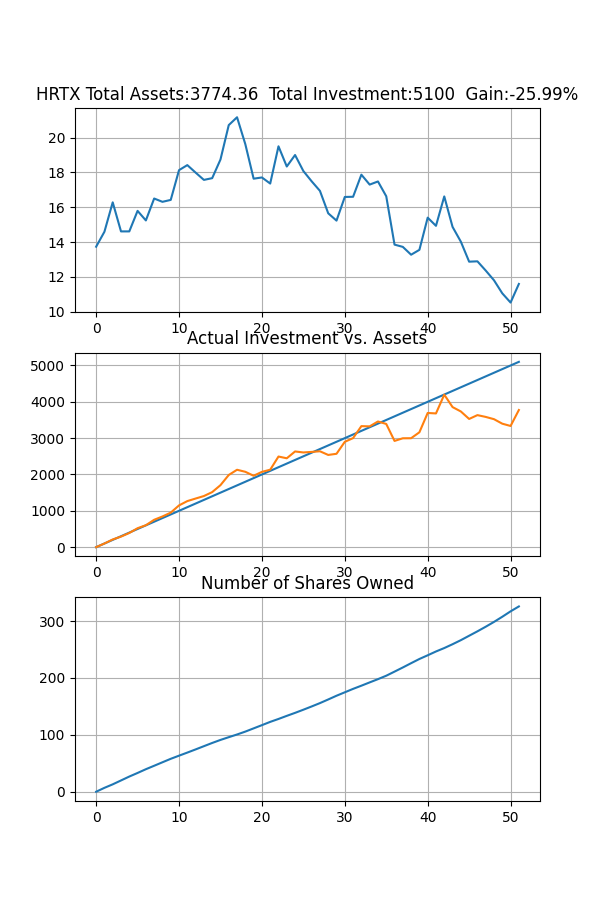 HRTX Total Assets:3774.36  Total Investment:5100  Gain:-25.99%
20
18
16
14
12
10
0 10 20 30 40 50
Actual Investment vs. Assets
5000
4000
3000
2000
1000
0
0 10 20 30 40 50
Number of Shares Owned
300
200
100
0
0 10 20 30 40 50